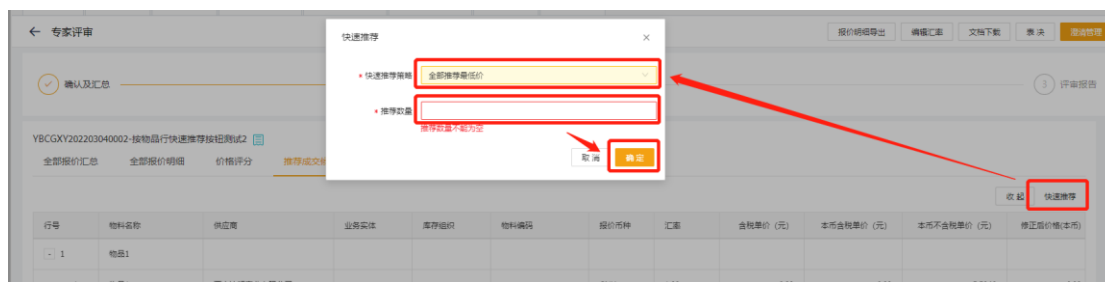 ← 专家评审
报价明细导出 编辑汇率 文档下载 表决 澄清管理
确认及汇总
3 评审报告
快速推荐 ×
* 快速推荐策略 全部推荐最低价
* 推荐数量
推荐数量不能为空
取消 确定
YBCGXY202203040002-按物品行快速推荐按钮测试2
全部报价汇总 全部报价明细 价格评分 推荐成交
收起 快速推荐
行号 物料名称 供应商 业务实体 库存组织 物料编码 报价币种 汇率 含税单价（元） 本币含税单价（元） 本币不含税单价（元） 修正后价格(本币)
- 1 物品1